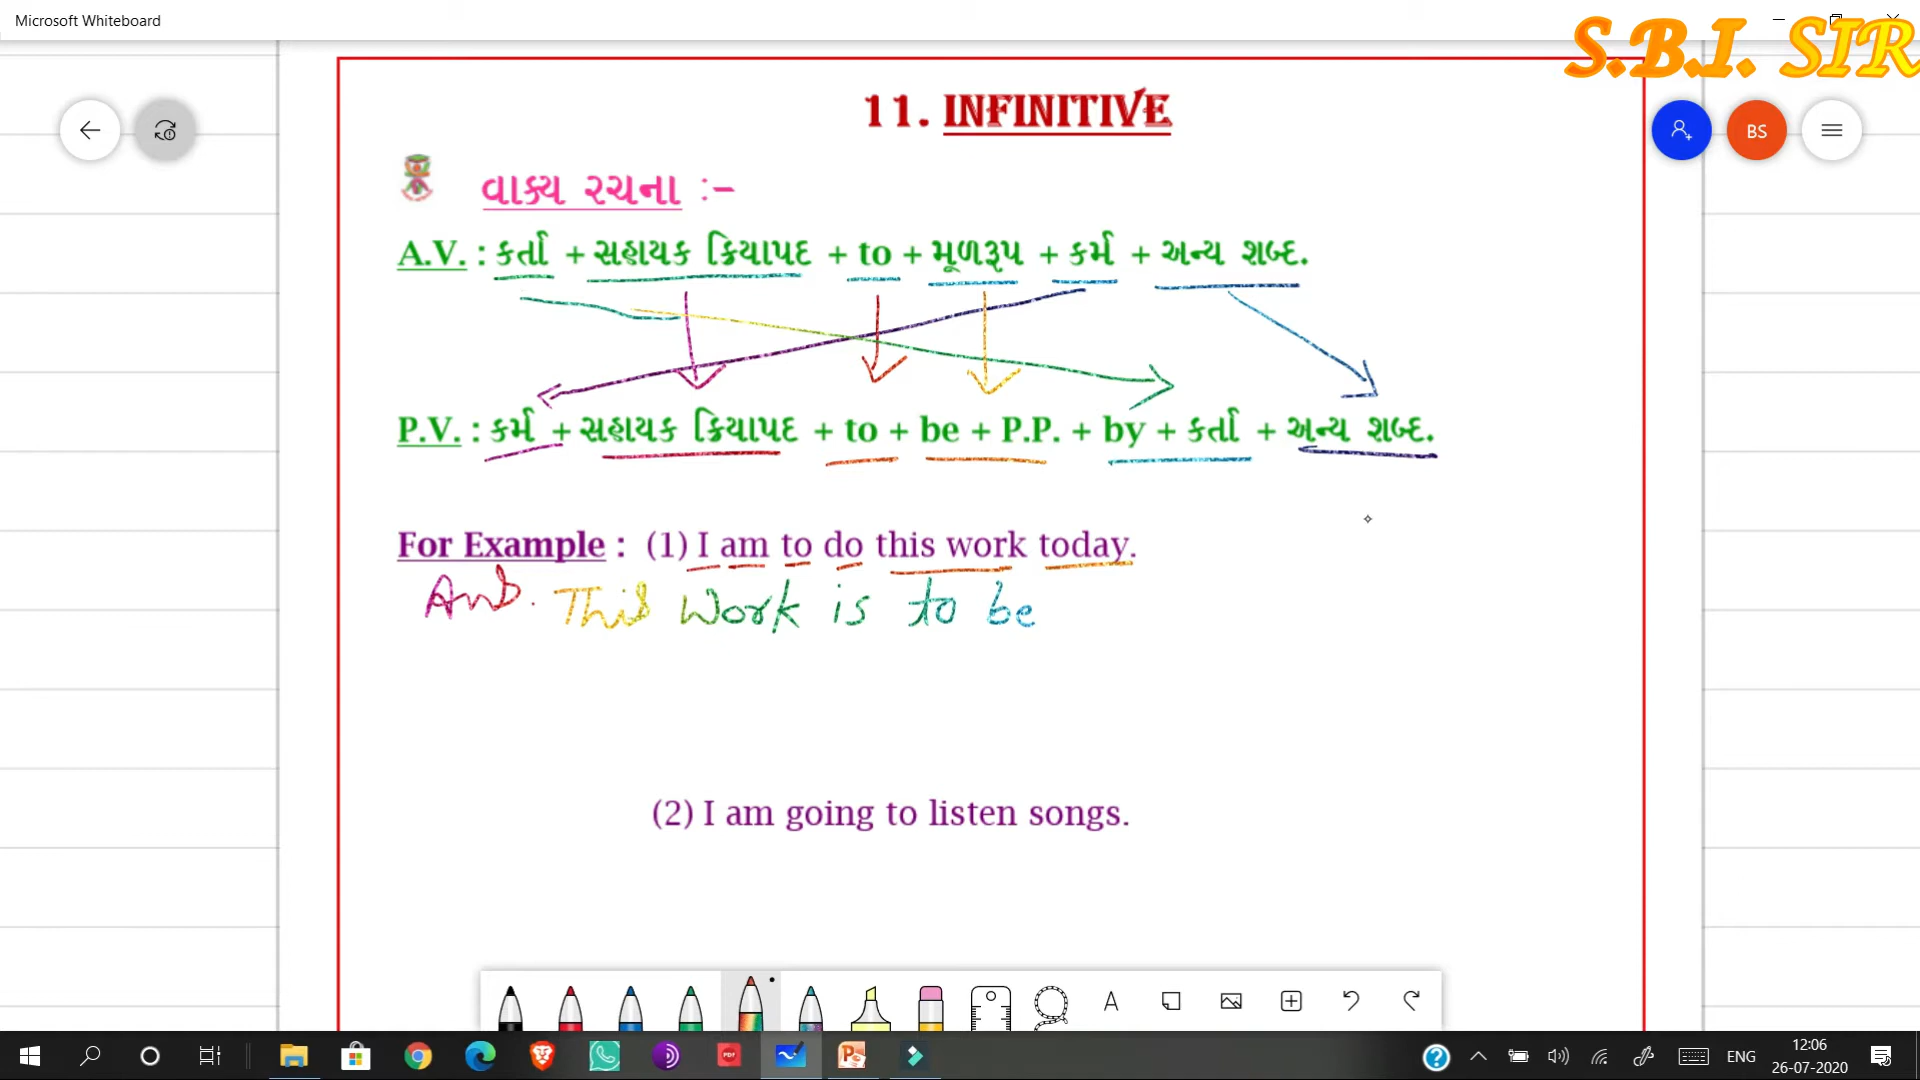 Microsoft Whiteboard
S.B.I. SIR
BS
11. INFINITIVE
વાક્ય રચના :–
A.V. : કર્તા + સહાયક ક્રિયાપદ + to + મૂળરૂપ + કર્મ + અન્ય શબ્દ.
P.V. : કર્મ + સહાયક ક્રિયાપદ + to + be + P.P. + by + કર્તા + અન્ય શબ્દ.
For Example : (1) I am to do this work today.
Ans. This work is to be
(2) I am going to listen songs.
A
PDF
ENG
12:06
26-07-2020